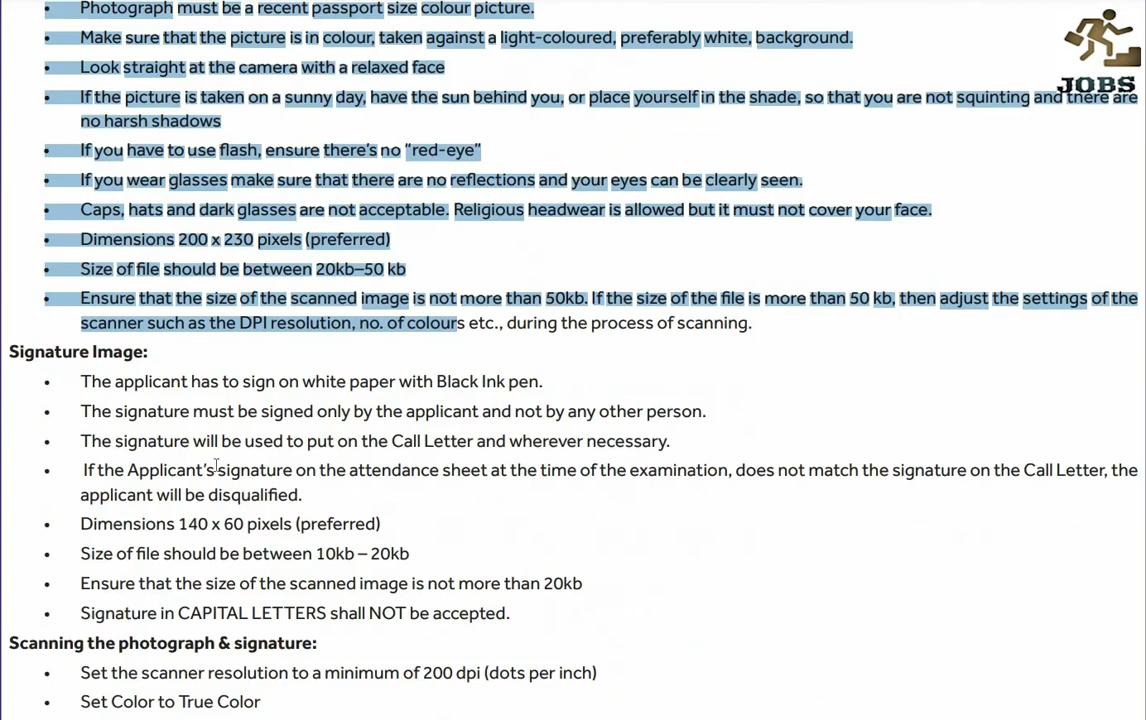 • Photograph must be a recent passport size colour picture.
• Make sure that the picture is in colour, taken against a light-coloured, preferably white, background.
• Look straight at the camera with a relaxed face
• If the picture is taken on a sunny day, have the sun behind you, or place yourself in the shade, so that you are not squinting and there are
no harsh shadows
JOBS
• If you have to use flash, ensure there's no "red-eye"
• If you wear glasses make sure that there are no reflections and your eyes can be clearly seen.
• Caps, hats and dark glasses are not acceptable. Religious headwear is allowed but it must not cover your face.
• Dimensions 200 x 230 pixels (preferred)
• Size of file should be between 20kb–50 kb
• Ensure that the size of the scanned image is not more than 50kb. If the size of the file is more than 50 kb, then adjust the settings of the
scanner such as the DPI resolution, no. of colours etc., during the process of scanning.
Signature Image:
• The applicant has to sign on white paper with Black Ink pen.
• The signature must be signed only by the applicant and not by any other person.
• The signature will be used to put on the Call Letter and wherever necessary.
• If the Applicant's signature on the attendance sheet at the time of the examination, does not match the signature on the Call Letter, the
applicant will be disqualified.
• Dimensions 140 x 60 pixels (preferred)
• Size of file should be between 10kb – 20kb
• Ensure that the size of the scanned image is not more than 20kb
• Signature in CAPITAL LETTERS shall NOT be accepted.
Scanning the photograph & signature:
• Set the scanner resolution to a minimum of 200 dpi (dots per inch)
• Set Color to True Color